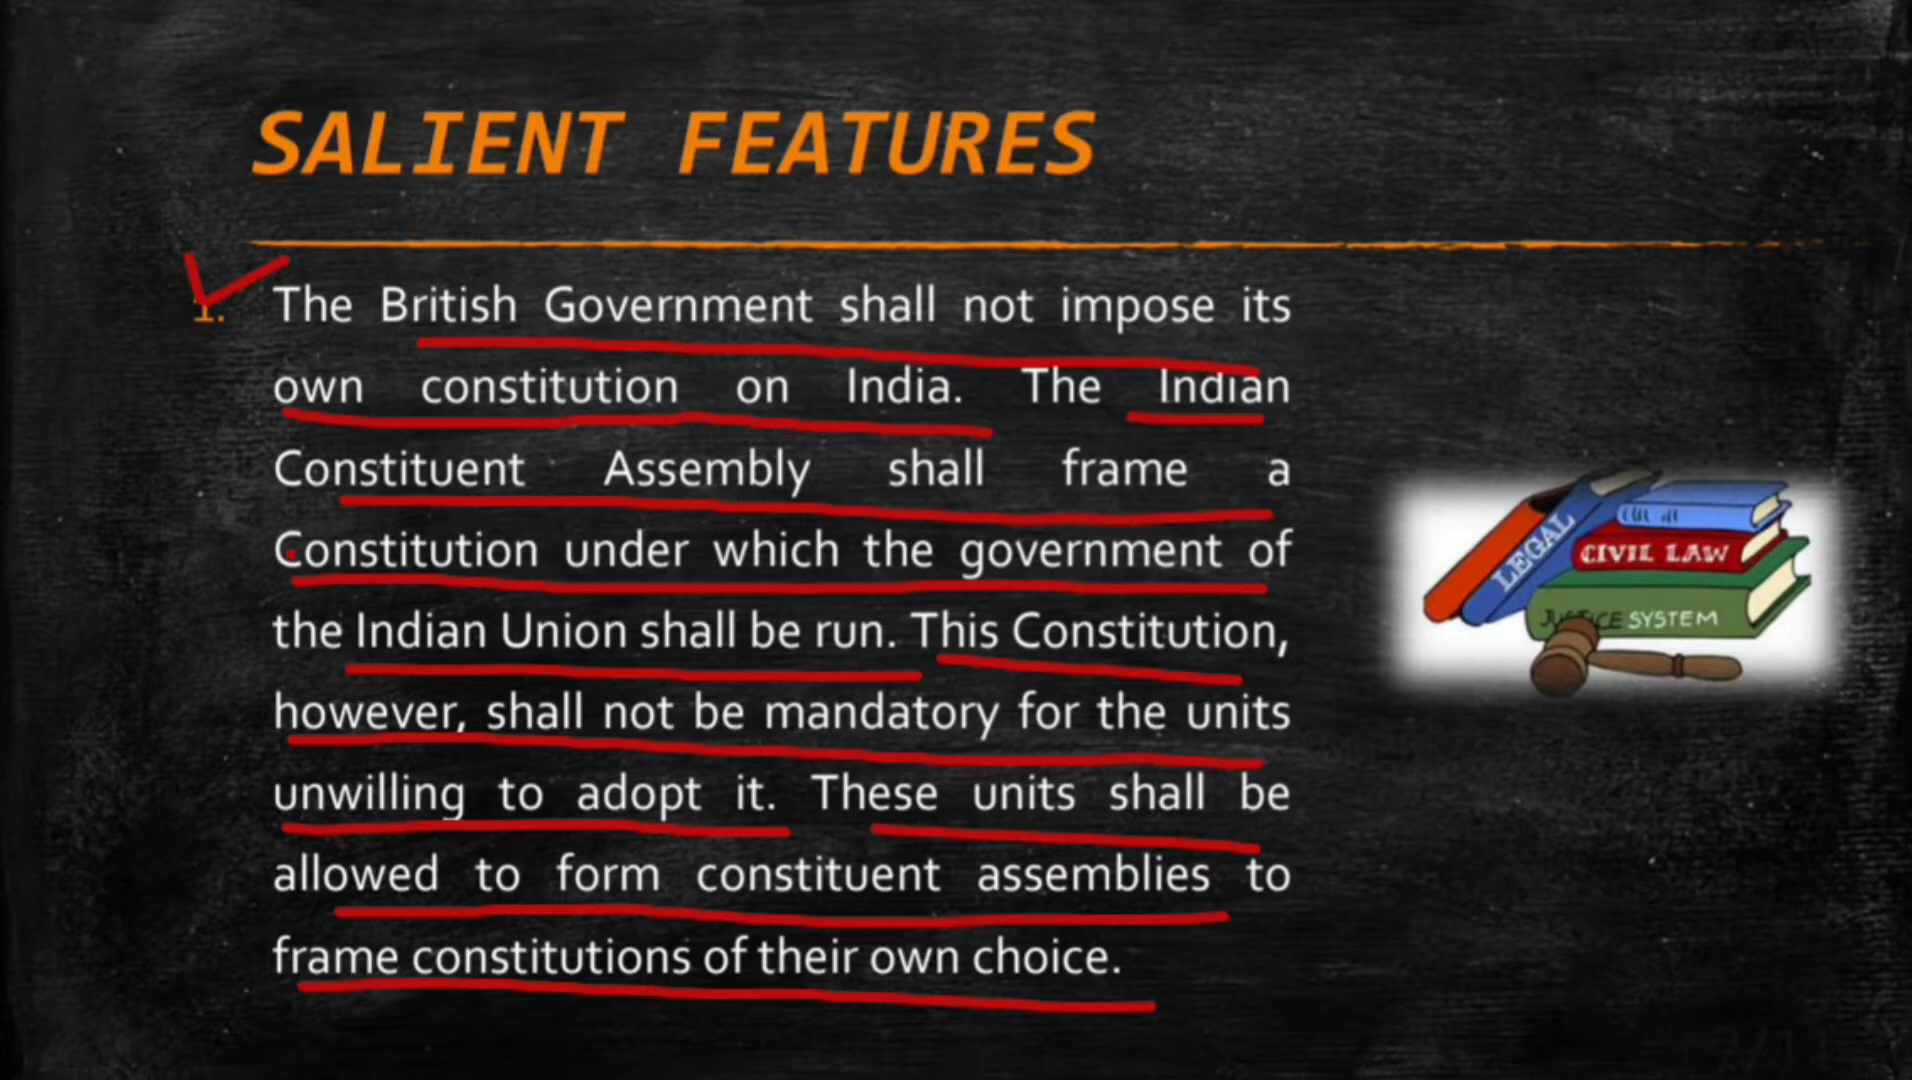 SALIENT FEATURES
1. The British Government shall not impose its
own constitution on India. The Indian
Constituent Assembly shall frame a
Constitution under which the government of
the Indian Union shall be run. This Constitution,
however, shall not be mandatory for the units
unwilling to adopt it. These units shall be
allowed to form constituent assemblies to
frame constitutions of their own choice.
LEGAL
CIVIL LAW
JUSTICE SYSTEM